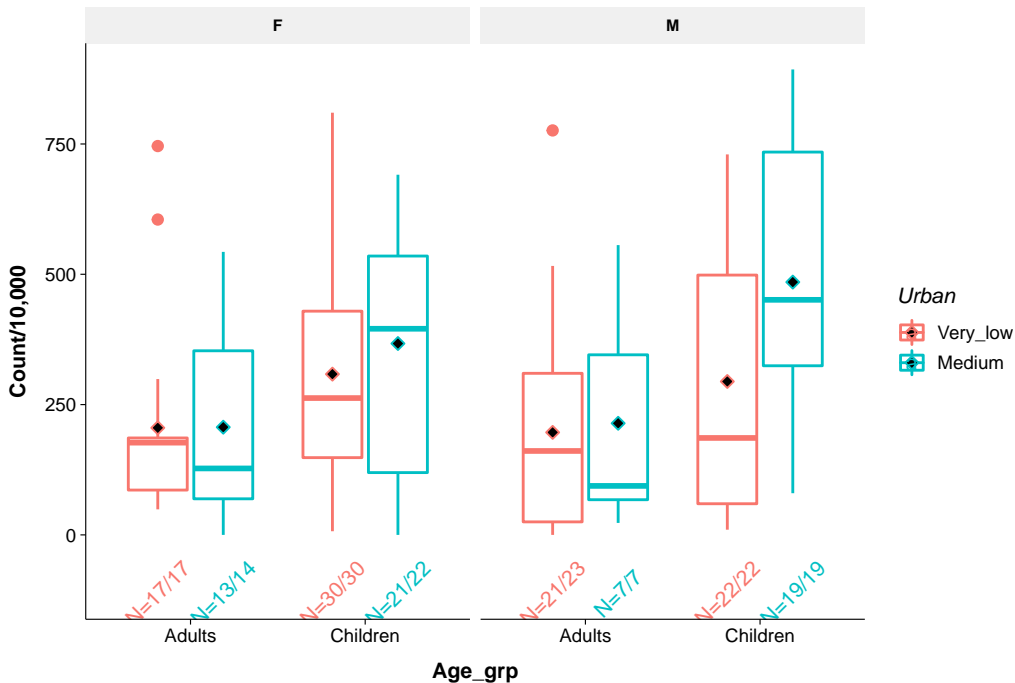 F
M
750
500
250
0
Count/10,000
N=17/17
N=13/14
N=30/30
N=21/22
N=21/23
N=7/7
N=22/22
N=19/19
Adults
Children
Adults
Children
Age_grp
Urban
Very_low
Medium